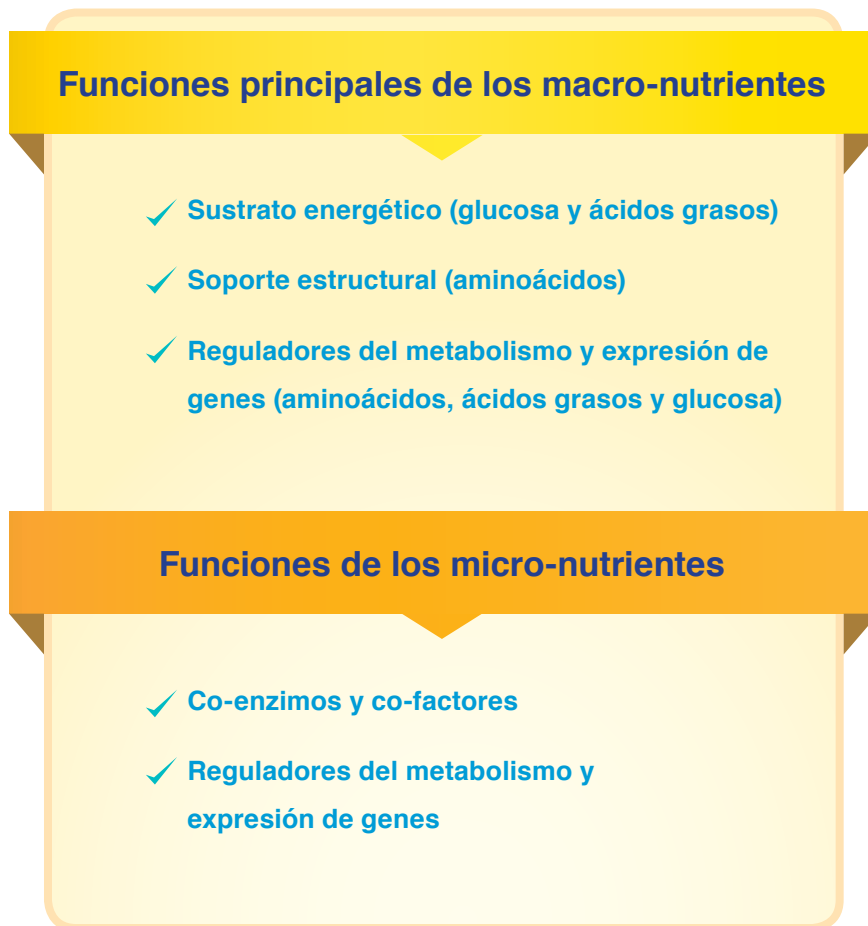 Funciones principales de los macro-nutrientes
Sustrato energético (glucosa y ácidos grasos)
Soporte estructural (aminoácidos)
Reguladores del metabolismo y expresión de
genes (aminoácidos, ácidos grasos y glucosa)
Funciones de los micro-nutrientes
Co-enzimos y co-factores
Reguladores del metabolismo y
expresión de genes